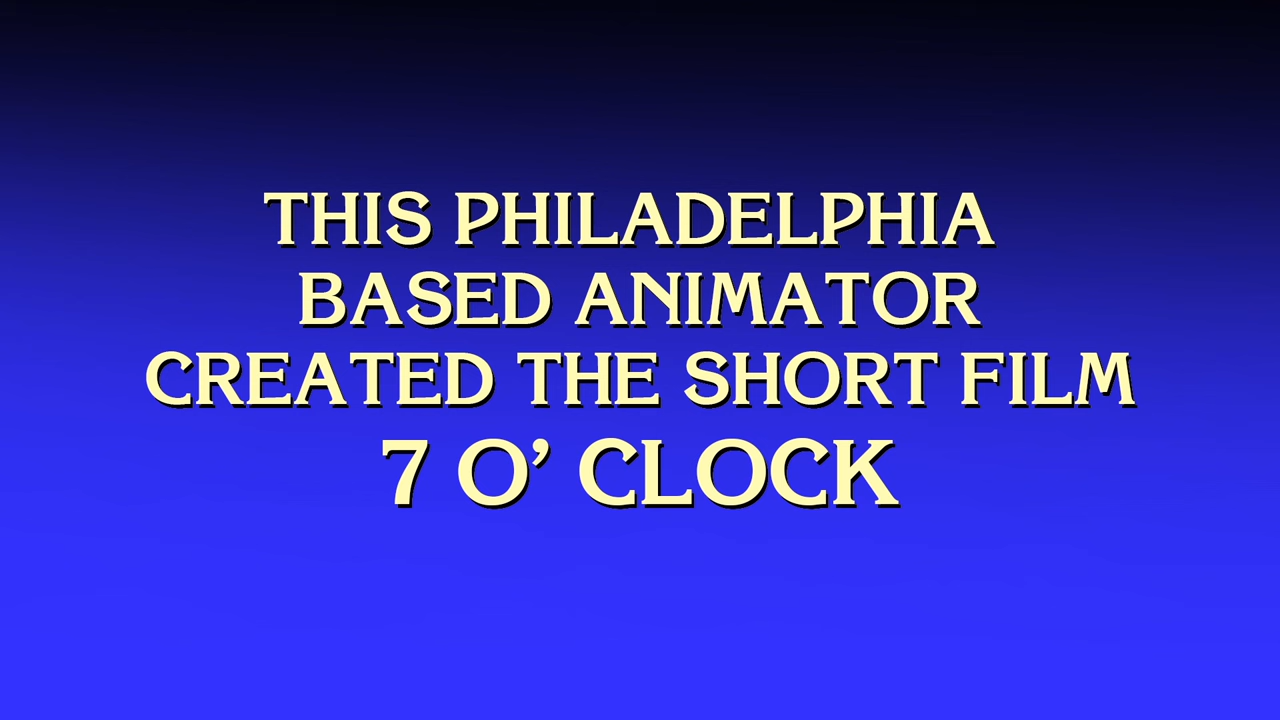 THIS PHILADELPHIA
BASED ANIMATOR
CREATED THE SHORT FILM
7 O’ CLOCK